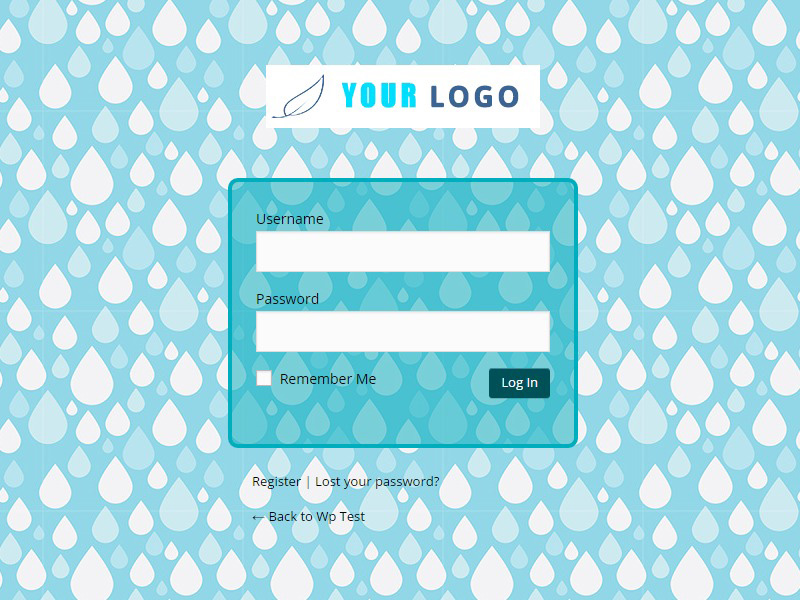 YOUR LOGO
Username
Password
Remember Me
Log In
Register | Lost your password?
← Back to Wp Test